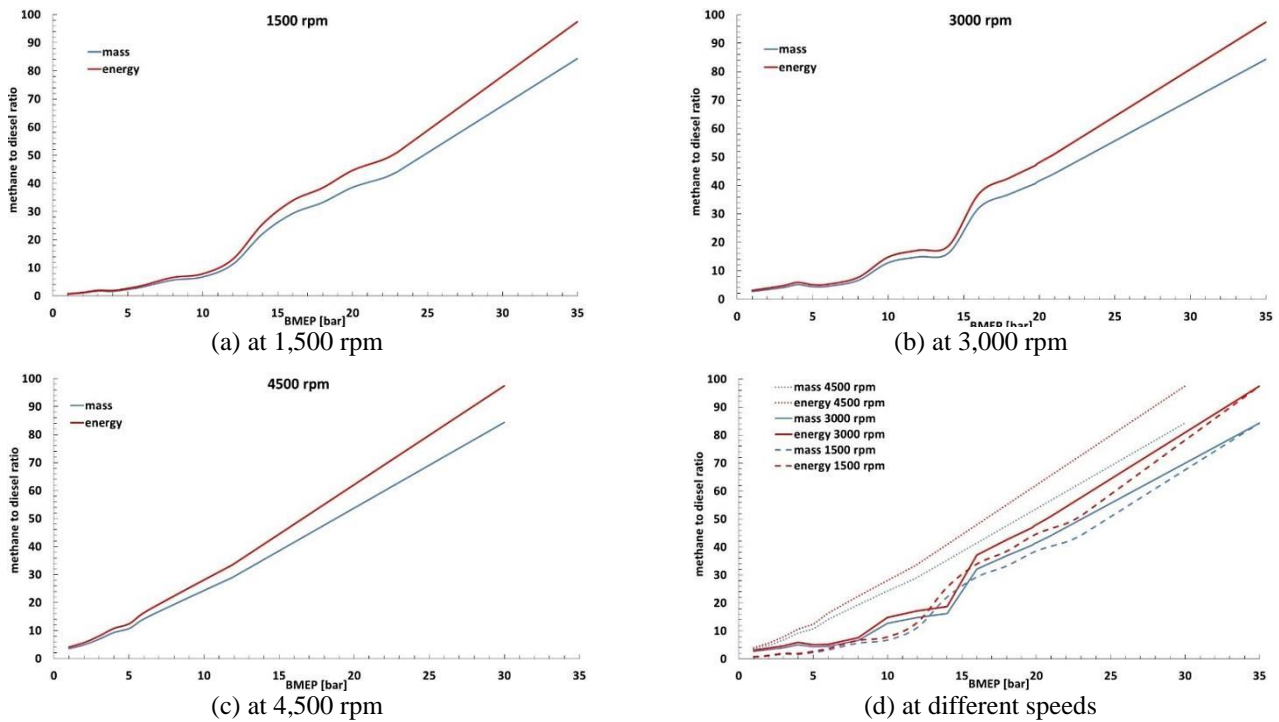 1500 rpm
mass
energy
methane to diesel ratio
100
90
80
70
60
50
40
30
20
10
0
0 5 10 15 20 25 30 35
BMEP [bar]
(a) at 1,500 rpm
3000 rpm
mass
energy
methane to diesel ratio
100
90
80
70
60
50
40
30
20
10
0
0 5 10 15 20 25 30 35
BMEP [bar]
(b) at 3,000 rpm
4500 rpm
mass
energy
methane to diesel ratio
100
90
80
70
60
50
40
30
20
10
0
0 5 10 15 20 25 30 35
BMEP [bar]
(c) at 4,500 rpm
mass 4500 rpm
energy 4500 rpm
mass 3000 rpm
energy 3000 rpm
mass 1500 rpm
energy 1500 rpm
methane to diesel ratio
100
90
80
70
60
50
40
30
20
10
0
0 5 10 15 20 25 30 35
BMEP [bar]
(d) at different speeds